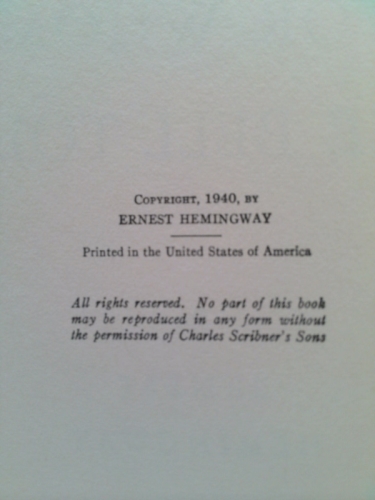 COPYRIGHT, 1940, BY
ERNEST HEMINGWAY
Printed in the United States of America
All rights reserved. No part of this book
may be reproduced in any form without
the permission of Charles Scribner's Sons